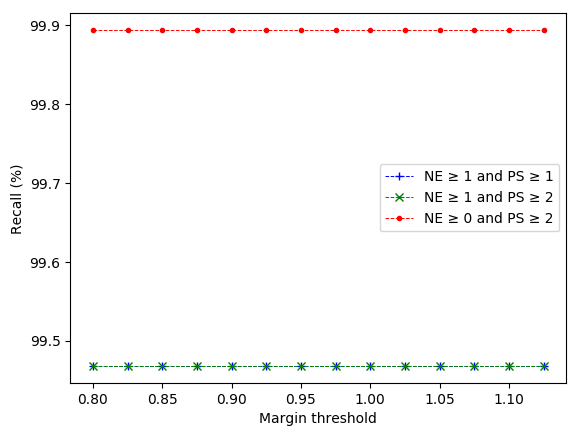 99.9
99.8
99.7
99.6
99.5
Recall (%)
NE ≥ 1 and PS ≥ 1
NE ≥ 1 and PS ≥ 2
NE ≥ 0 and PS ≥ 2
0.80 0.85 0.90 0.95 1.00 1.05 1.10
Margin threshold